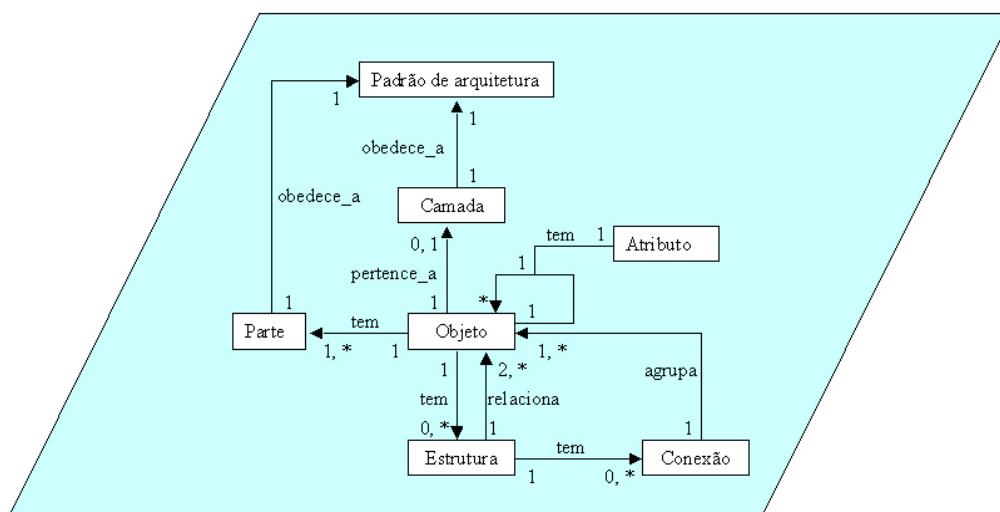 Padrão de arquitetura
1
1
obedece_a
1
obedece_a
Camada
0, 1
tem
1
Atributo
1
pertence_a
1
1
*
1
Parte
tem
Objeto
1, *
1
1
2, *
1, *
agrupa
tem
relaciona
0, *
1
1
Estrutura
tem
Conexão
1
0, *